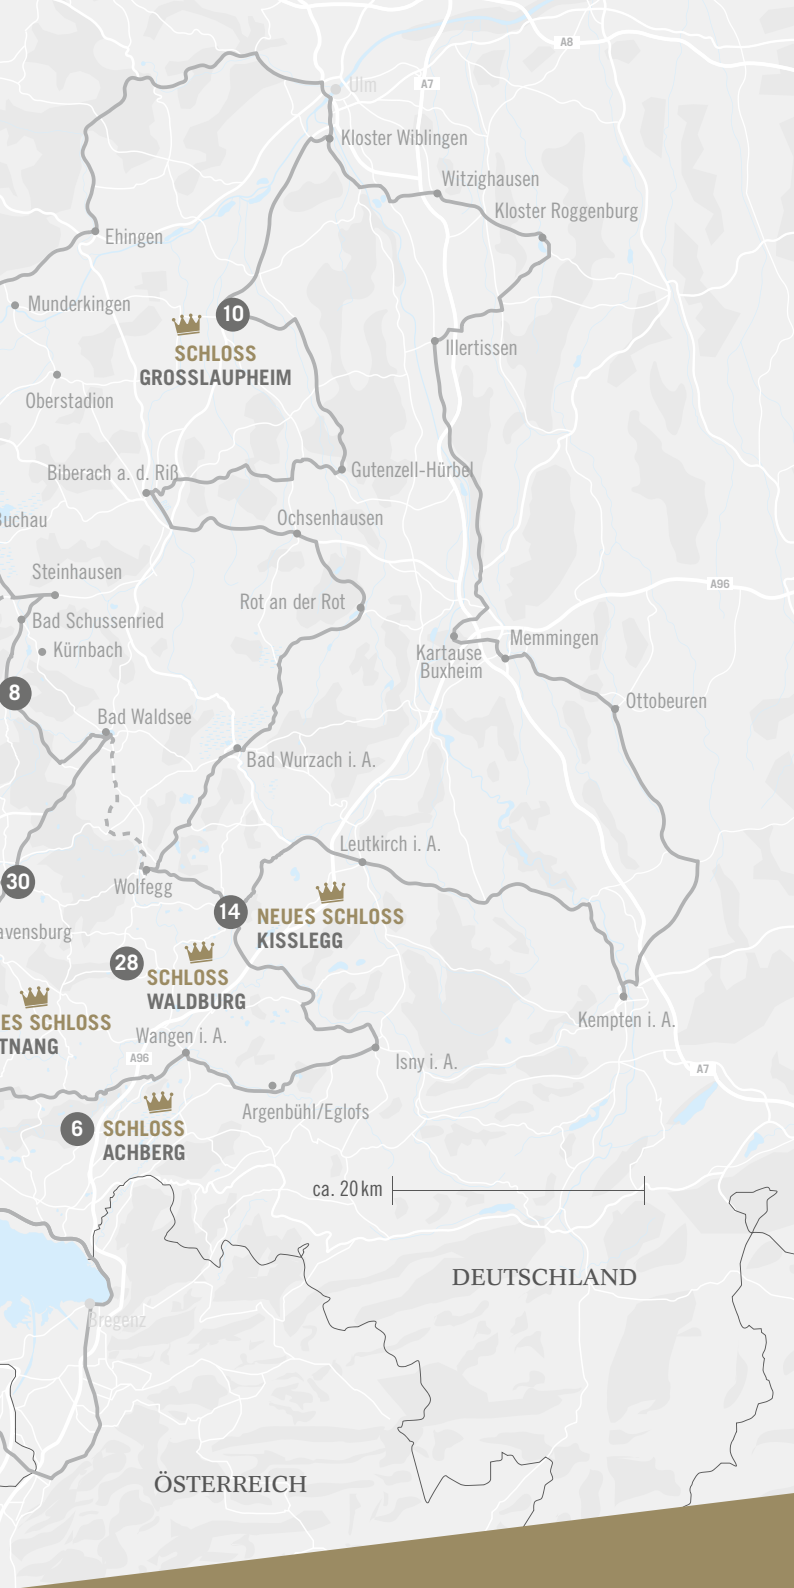 A8
Ulm
A7
Kloster Wiblingen
Witzighausen
Kloster Roggenburg
Ehingen
Munderkingen
10
SCHLOSS
GROSSLAUPHEIM
Illertissen
Oberstadion
Biberach a. d. Riß
Gutenzell-Hürbel
Buchau
Ochsenhausen
Steinhausen
A96
Rot an der Rot
Bad Schussenried
Kürnbach
Kartause
Buxheim
Memmingen
8
Ottobeuren
Bad Waldsee
Bad Wurzach i. A.
Leutkirch i. A.
30
Wolfegg
14
NEUES SCHLOSS
KISSLEGG
avensburg
28
SCHLOSS
WALDBURG
ES SCHLOSS
TNANG
Kempten i. A.
Wangen i. A.
A96
Isny i. A.
A7
Argenbühl/Eglofs
6
SCHLOSS
ACHBERG
ca. 20 km
DEUTSCHLAND
Bregenz
ÖSTERREICH